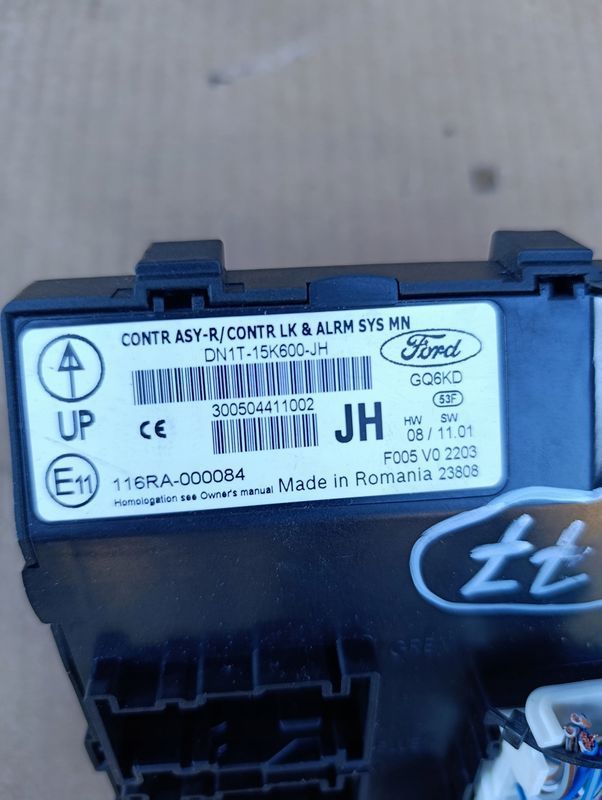 CONTR ASY-R/CONTR LK & ALRM SYS MN
DN1T-15K600-JH
Ford
GQ6KD
UP
300504411002
CE
JH
53F
HW SW
08 / 11.01
E11
116RA-000084
F005 V0 2203
Homologation see Owner's manual
Made in Romania 23808